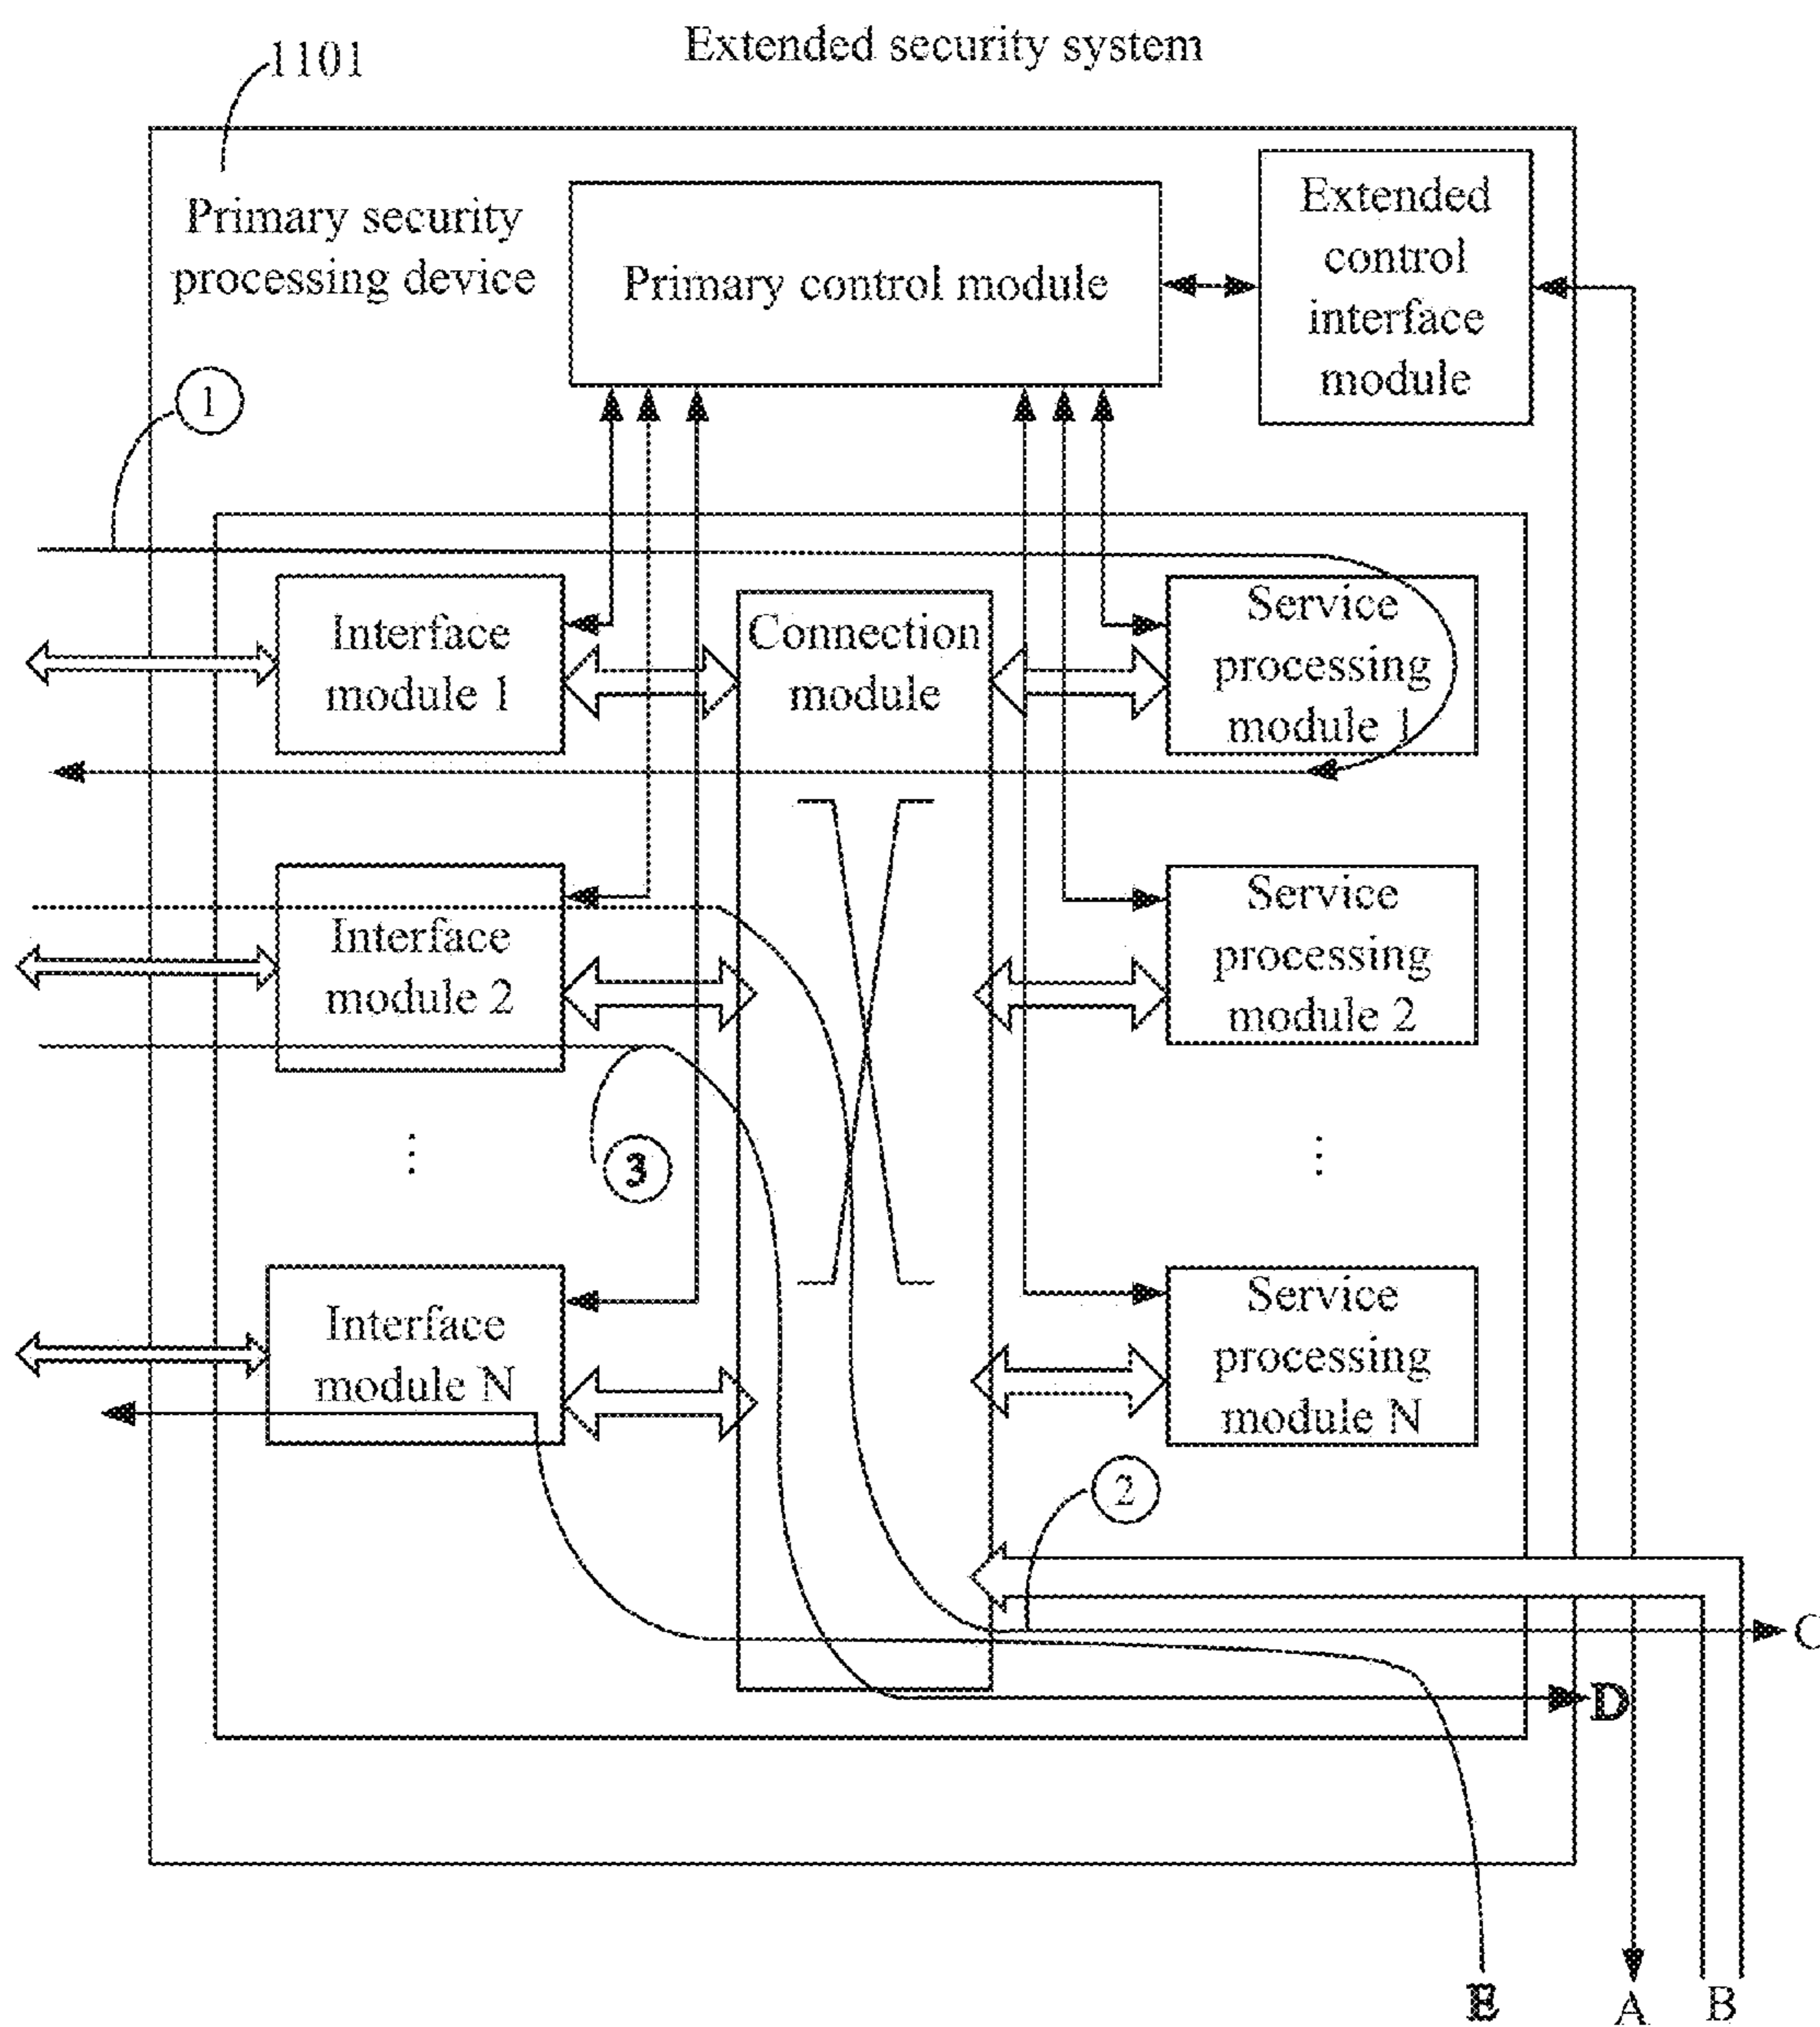 Extended security system
1101
Primary security
processing device
Primary control module
Extended
control
interface
module
1
Interface
module 1
Connection
module
Service
processing
module 1
Interface
module 2
Service
processing
module 2
⋮
3
⋮
Interface
module N
Service
processing
module N
2
C
D
E
A
B